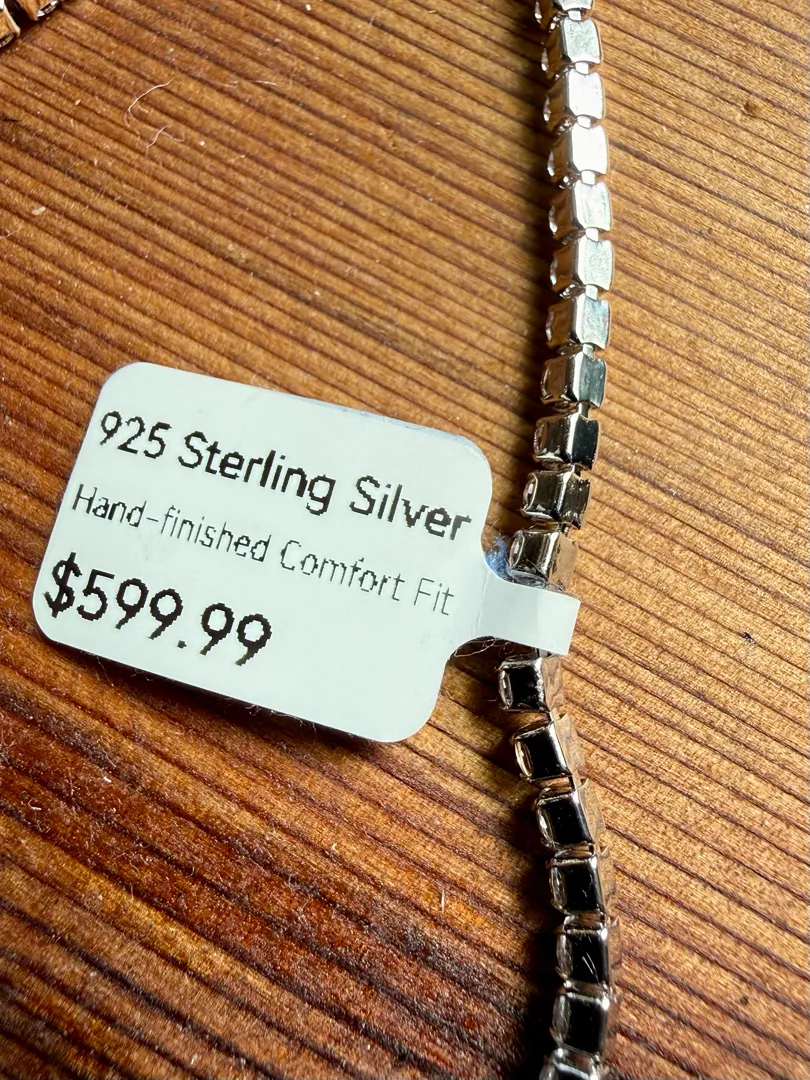 925 Sterling Silver
Hand-finished Comfort Fit
$599.99